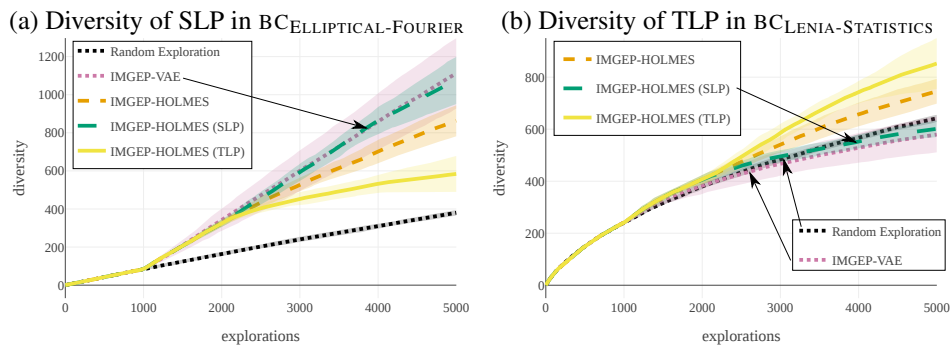 (a) Diversity of SLP in BCELLIPTICAL-FOURIER
1200
1000
800
600
400
200
0
diversity
Random Exploration
IMGEP-VAE
IMGEP-HOLMES
IMGEP-HOLMES (SLP)
IMGEP-HOLMES (TLP)
0 1000 2000 3000 4000 5000
explorations
(b) Diversity of TLP in BCLENIA-STATISTICS
800
600
400
200
0
diversity
IMGEP-HOLMES
IMGEP-HOLMES (SLP)
IMGEP-HOLMES (TLP)
Random Exploration
IMGEP-VAE
0 1000 2000 3000 4000 5000
explorations